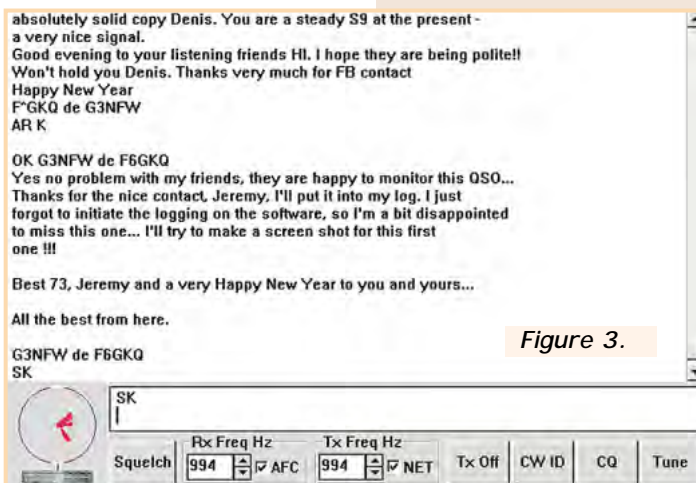 absolutely solid copy Denis. You are a steady S9 at the present -
a very nice signal.
Good evening to your listening friends HI. I hope they are being polite!!
Won't hold you Denis. Thanks very much for FB contact
Happy New Year
F^GKQ de G3NFW
AR K
OK G3NFW de F6GKQ
Yes no problem with my friends, they are happy to monitor this QSO...
Thanks for the nice contact, Jeremy, I'll put it into my log. I just
forgot to initiate the logging on the software, so I'm a bit disappointed
to miss this one... I'll try to make a screen shot for this first
one !!!
Best 73, Jeremy and a very Happy New Year to you and yours...
All the best from here.
Figure 3.
G3NFW de F6GKQ
SK
SK
Rx Freq Hz Tx Freq Hz
Squelch 994 AFC 994 NET Tx Off CW ID CQ Tune